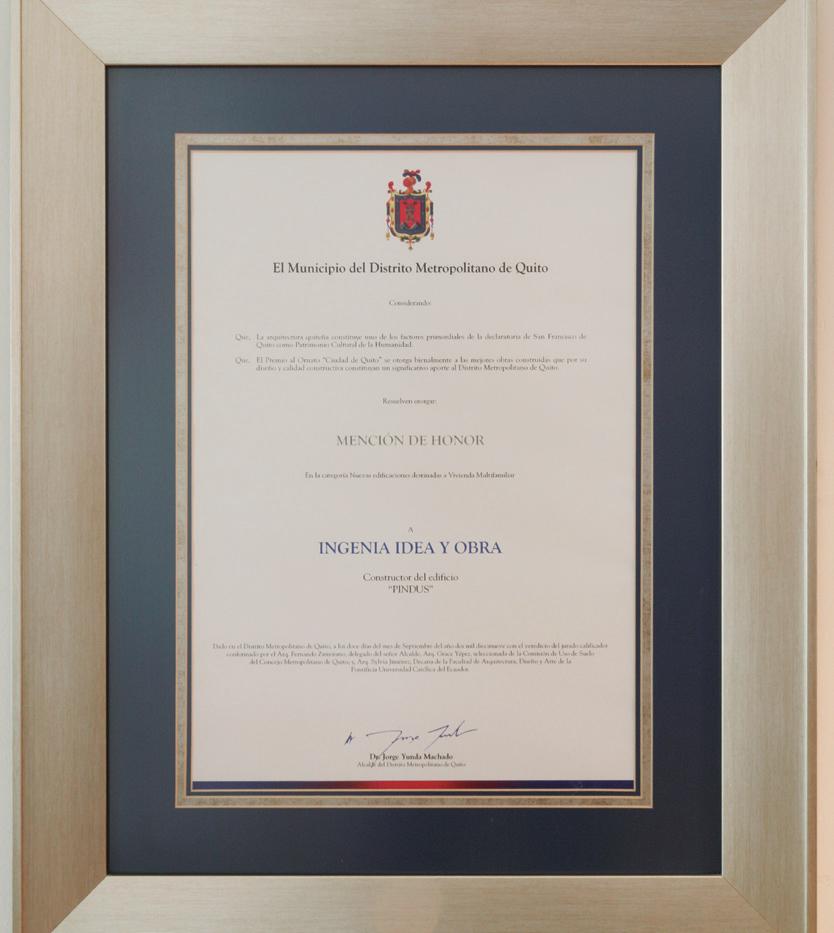 El Municipio del Distrito Metropolitano de Quito
Considerando:
Que, La arquitectura quiteña constituye uno de los factores primordiales de la declaratoria de San Francisco de
Quito como Patrimonio Cultural de la Humanidad.
Que, El Premio al Ornato “Ciudad de Quito” se otorga bienalmente a las mejores obras construidas que por su
diseño y calidad constructiva constituyan un significativo aporte al Distrito Metropolitano de Quito.
Resuelven otorgar:
MENCIÓN DE HONOR
En la categoría Nuevas edificaciones destinadas a Vivienda Multifamiliar
A
INGENIA IDEA Y OBRA
Constructor del edificio
“PINDUS”
Dado en el Distrito Metropolitano de Quito, a los doce días del mes de Septiembre del año dos mil diecinueve con el veredicto del jurado calificador
conformado por el Arq. Fernando Zamorano, delegado del señor Alcalde, Arq. Grace Yépez, seleccionada de la Comisión de Uso de Suelo
del Concejo Metropolitano de Quito; y, Arq. Sylvia Jiménez, Decana de la Facultad de Arquitectura, Diseño y Arte de la
Pontificia Universidad Católica del Ecuador.
Dr. Jorge Yunda Machado
Alcalde del Distrito Metropolitano de Quito